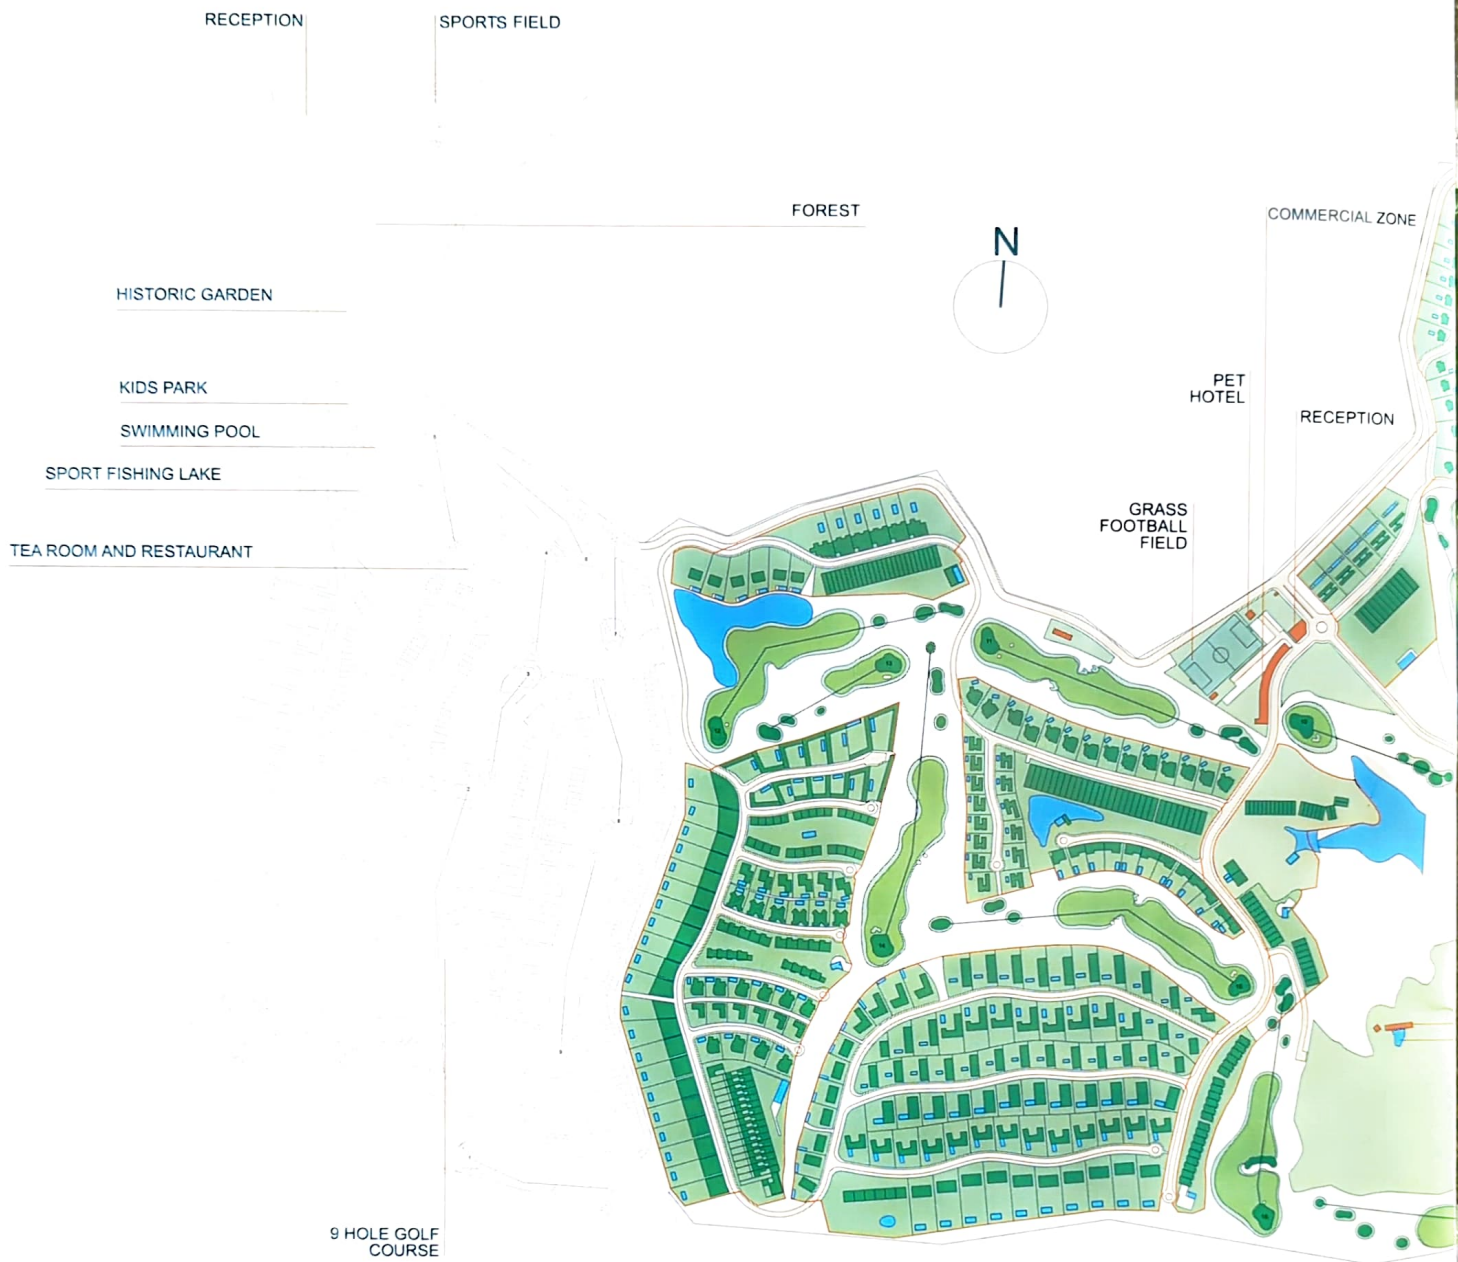 RECEPTION
SPORTS FIELD
FOREST
N
COMMERCIAL ZONE
HISTORIC GARDEN
KIDS PARK
PET
HOTEL
RECEPTION
SWIMMING POOL
SPORT FISHING LAKE
GRASS
FOOTBALL
FIELD
TEA ROOM AND RESTAURANT
9 HOLE GOLF
COURSE